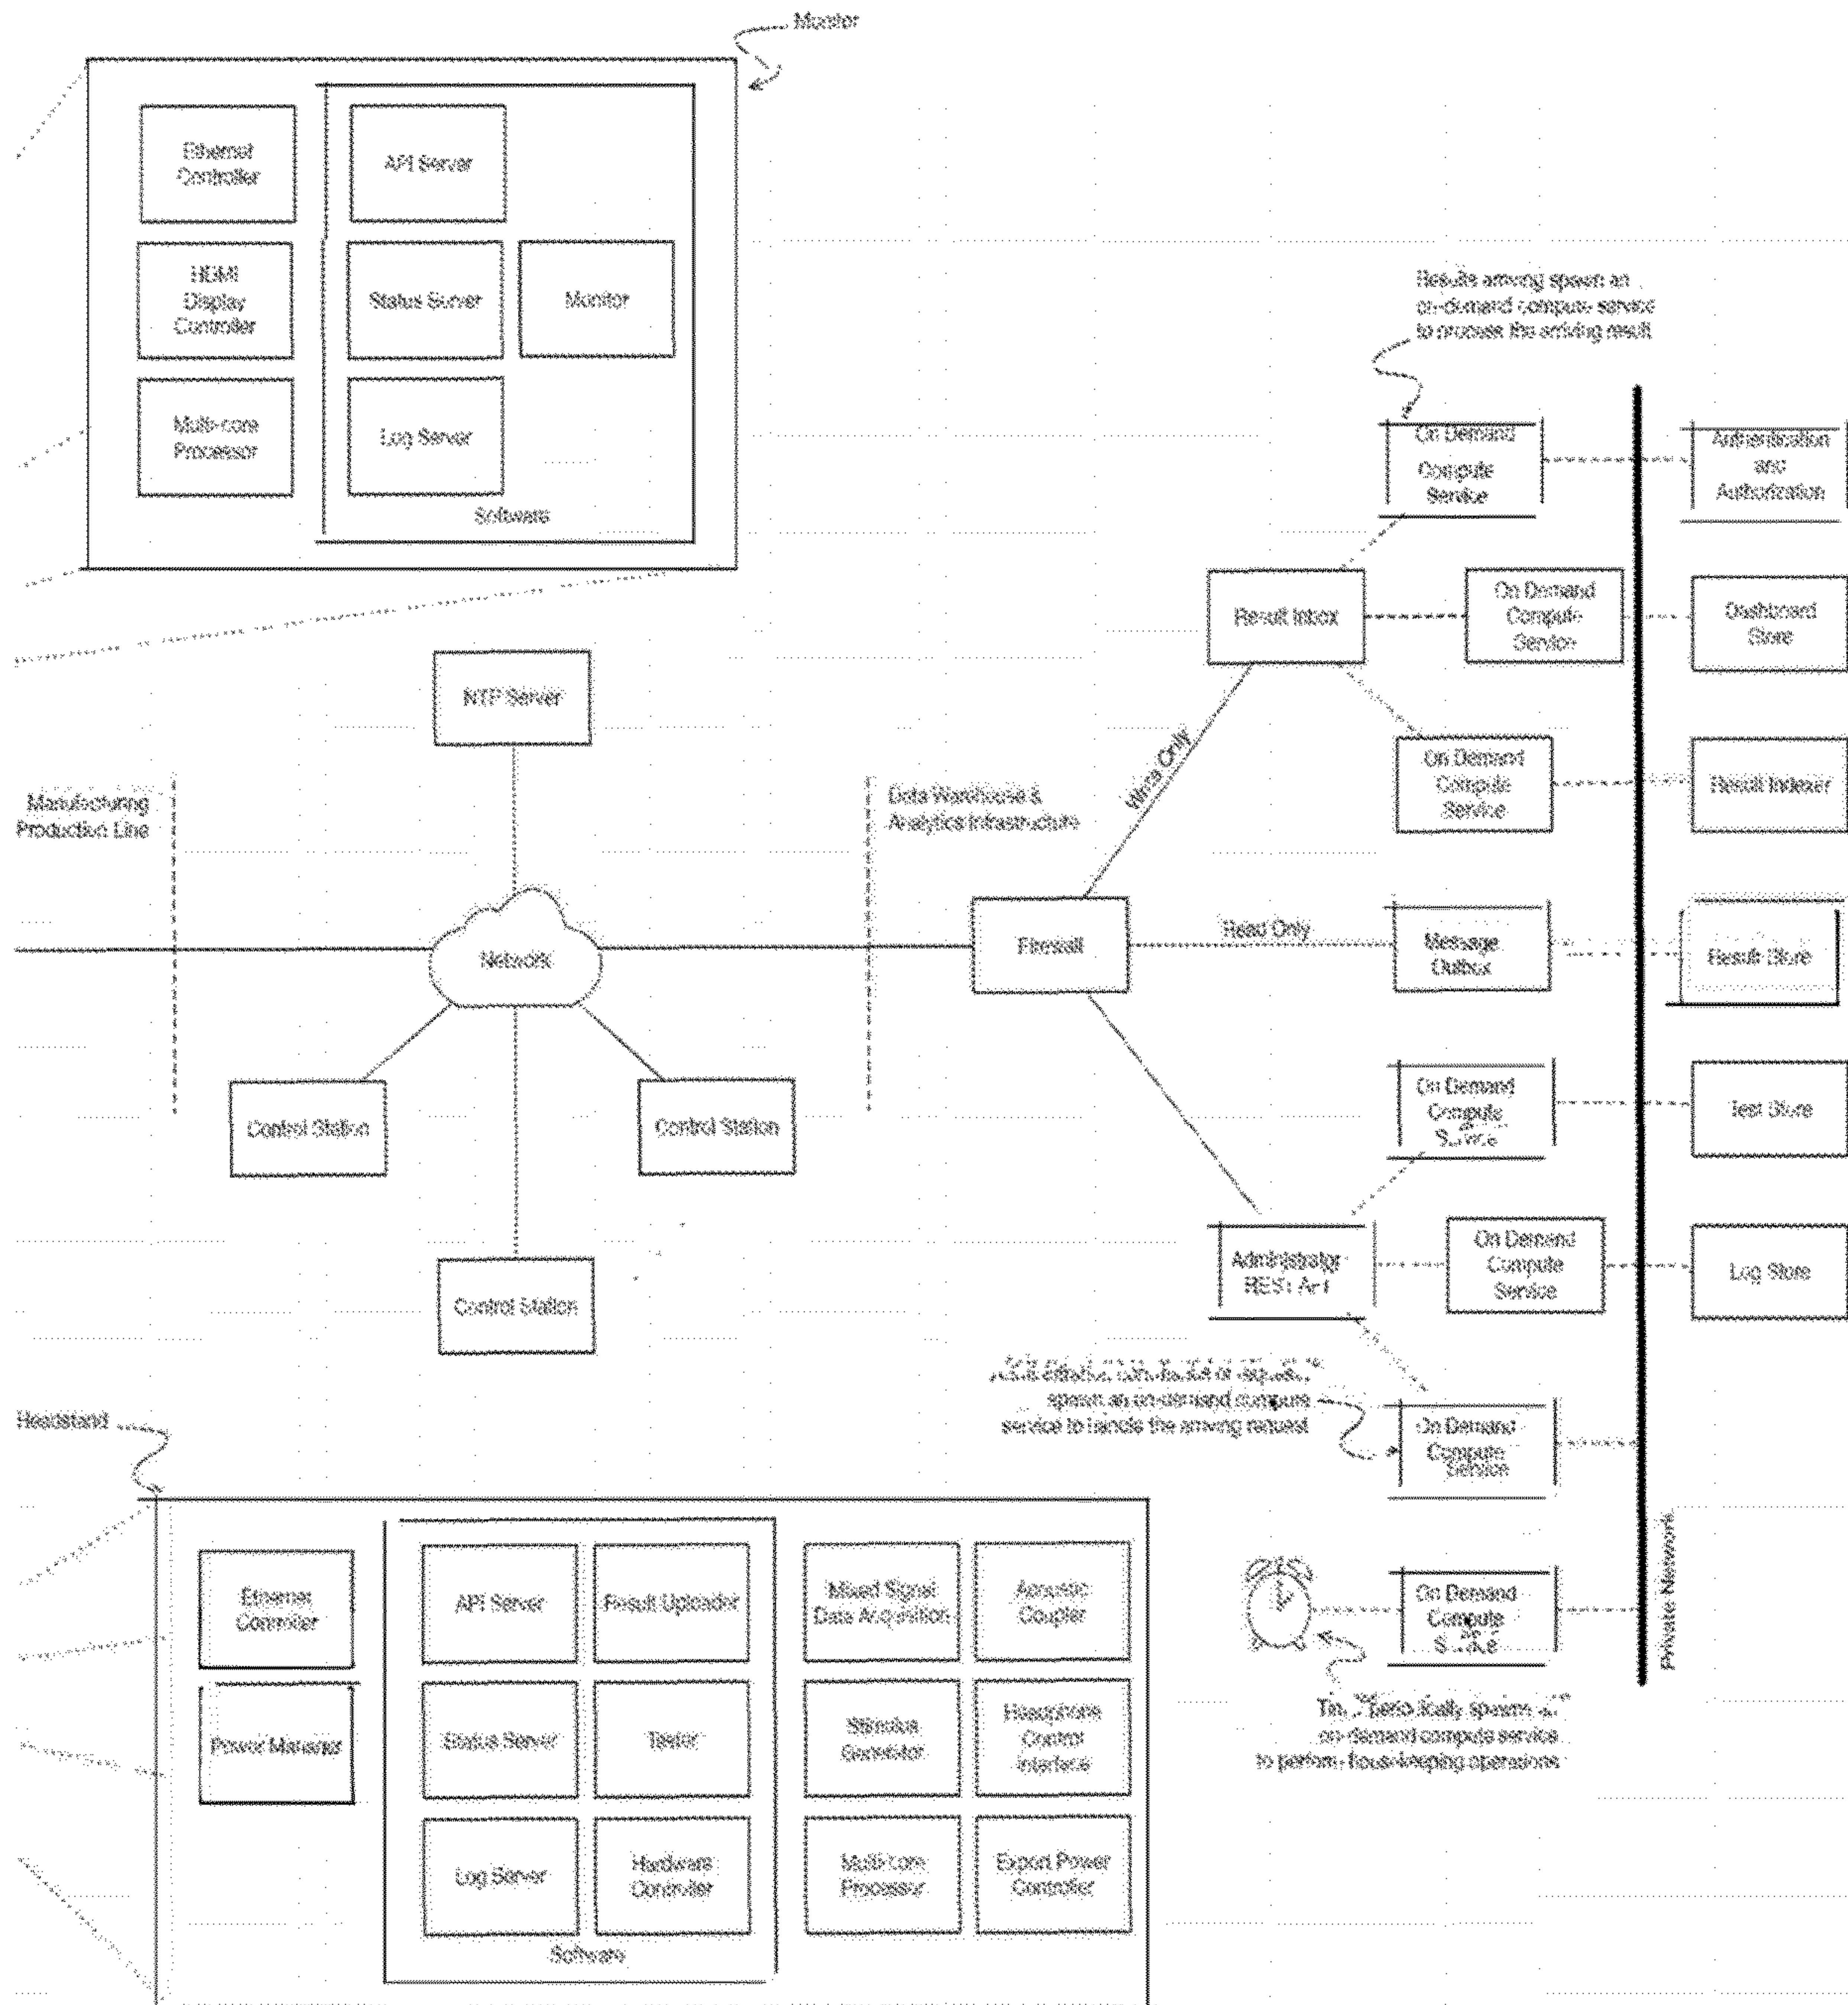 Monitor
Ethernet
Controller
API Server
HDMI
Display
Controller
Status Server
Monitor
Multi-core
Processor
Log Server
Software
Results arriving spawn an
on-demand compute service
to process the arriving result
On Demand
Compute
Service
Authentication
and
Authorization
Result Inbox
On Demand
Compute
Service
Dashboard
Store
NTP Server
On Demand
Compute
Service
Result Indexer
Write Only
Manufacturing
Production Line
Data Warehouse &
Analytics Infrastructure
Network
Firewall
Read Only
Message
Outbox
Result Store
Control Station
Control Station
On Demand
Compute
Service
Test Store
Control Station
Administrator
REST API
On Demand
Compute
Service
Log Store
spawn an on-demand compute
service to handle the arriving request
On Demand
Compute
Service
Headstand
Private Network
Ethernet
Controller
API Server
Result Uploader
Mixed Signal
Data Acquisition
Acoustic
Coupler
On Demand
Compute
Service
Power Manager
Status Server
Tester
Stimulus
Generator
Headphone
Control
Interface
periodically spawns
on-demand compute service
to perform house-keeping operations
Log Server
Hardware
Controller
Multi-core
Processor
Export Power
Controller
Software